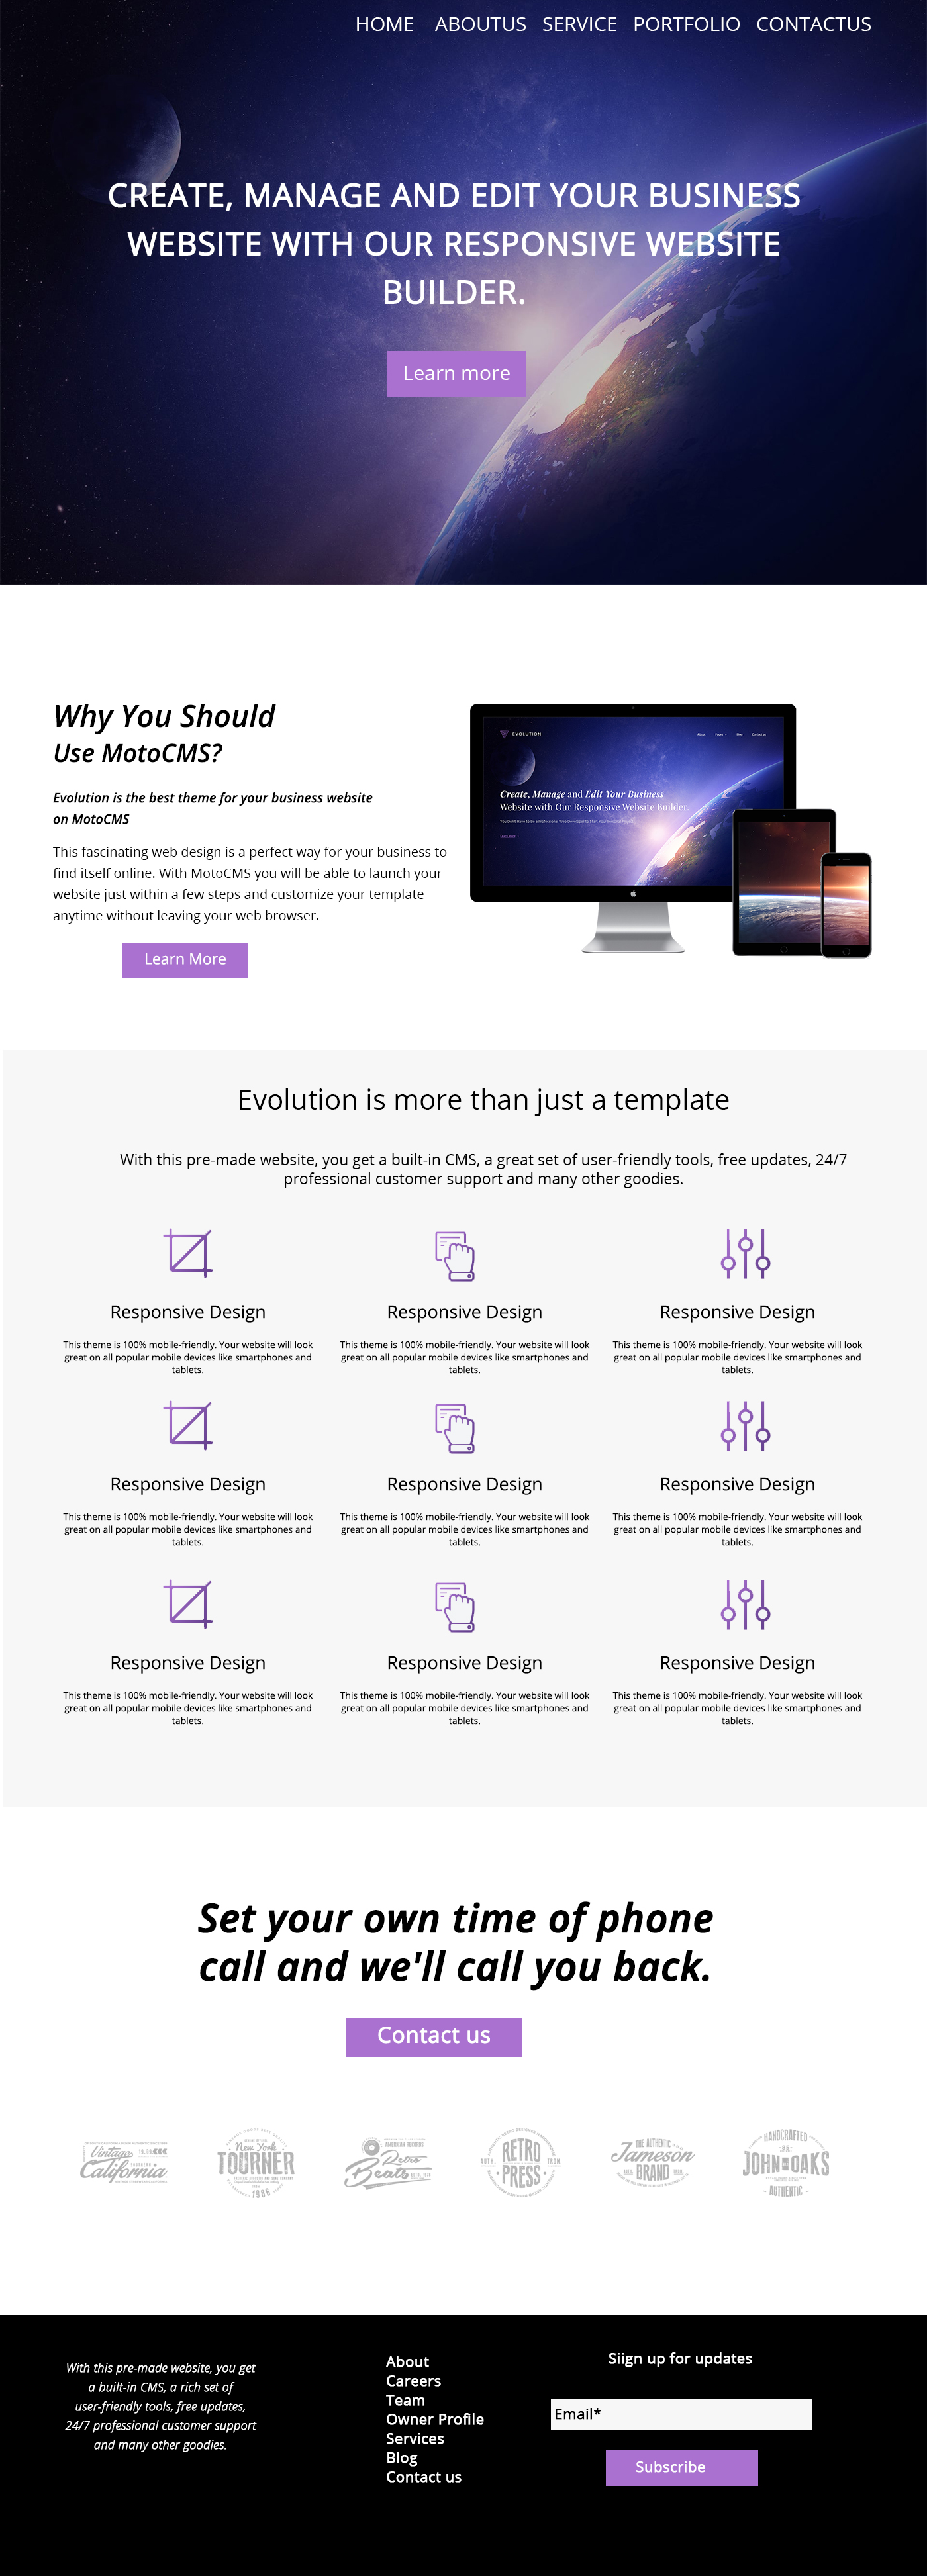 HOME ABOUTUS SERVICE PORTFOLIO CONTACTUS
CREATE, MANAGE AND EDIT YOUR BUSINESS
WEBSITE WITH OUR RESPONSIVE WEBSITE
BUILDER.
Learn more
Why You Should
Use MotoCMS?
Evolution is the best theme for your business website
on MotoCMS
This fascinating web design is a perfect way for your business to
find itself online. With MotoCMS you will be able to launch your
website just within a few steps and customize your template
anytime without leaving your web browser.
Learn More
EVOLUTION
About Pages Blog Contact us
Create, Manage and Edit Your Business
Website with Our Responsive Website Builder.
Evolution is more than just a template
With this pre-made website, you get a built-in CMS, a great set of user-friendly tools, free updates, 24/7
professional customer support and many other goodies.
Responsive Design Responsive Design Responsive Design
This theme is 100% mobile-friendly. Your website will look This theme is 100% mobile-friendly. Your website will look This theme is 100% mobile-friendly. Your website will look
great on all popular mobile devices like smartphones and great on all popular mobile devices like smartphones and great on all popular mobile devices like smartphones and
tablets. tablets. tablets.
Responsive Design Responsive Design Responsive Design
This theme is 100% mobile-friendly. Your website will look This theme is 100% mobile-friendly. Your website will look This theme is 100% mobile-friendly. Your website will look
great on all popular mobile devices like smartphones and great on all popular mobile devices like smartphones and great on all popular mobile devices like smartphones and
tablets. tablets. tablets.
Responsive Design Responsive Design Responsive Design
This theme is 100% mobile-friendly. Your website will look This theme is 100% mobile-friendly. Your website will look This theme is 100% mobile-friendly. Your website will look
great on all popular mobile devices like smartphones and great on all popular mobile devices like smartphones and great on all popular mobile devices like smartphones and
tablets. tablets. tablets.
Set your own time of phone
call and we'll call you back.
Contact us
Vintage
California
New York
TOURNER
1986
AMERICAN RECORDS
Retro
Beats
RETRO
PRESS
THE AUTHENTIC
Jameson
BRAND
HANDCRAFTED
JOHN OAKS
- AUTHENTIC -
With this pre-made website, you get
a built-in CMS, a rich set of
user-friendly tools, free updates,
24/7 professional customer support
and many other goodies.
About
Careers
Team
Owner Profile
Services
Blog
Contact us
Siign up for updates
Email*
Subscribe